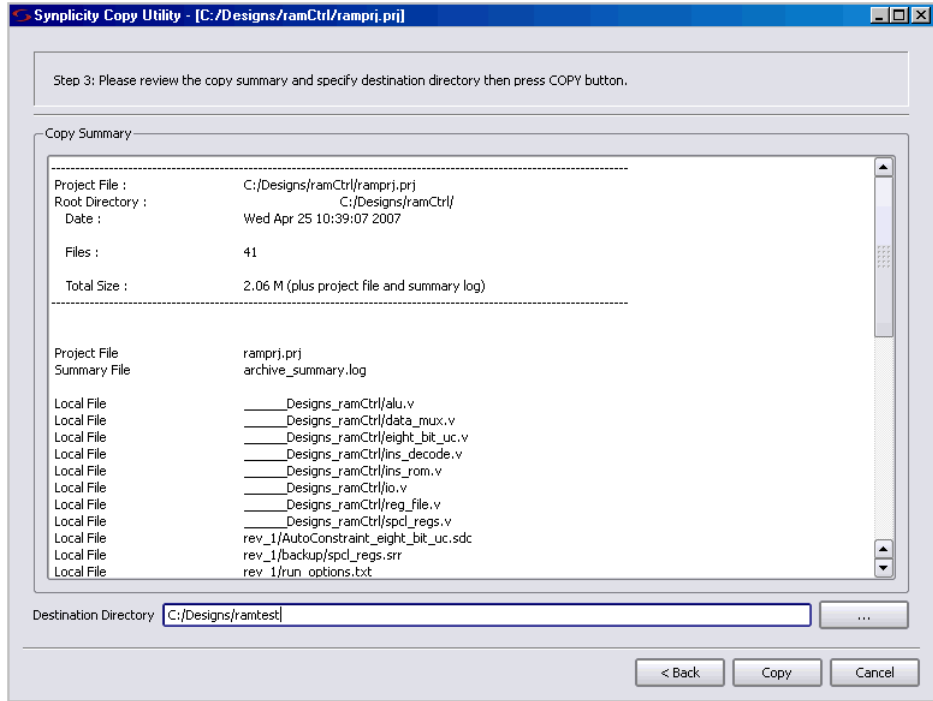 Synplicity Copy Utility - [C:/Designs/ramCtrl/ramprj.prj]
Step 3: Please review the copy summary and specify destination directory then press COPY button.
Copy Summary
--------------------------------------------------------------------------------
Project File : C:/Designs/ramCtrl/ramprj.prj
Root Directory : C:/Designs/ramCtrl/
Date : Wed Apr 25 10:39:07 2007
Files : 41
Total Size : 2.06 M (plus project file and summary log)
--------------------------------------------------------------------------------
Project File ramprj.prj
Summary File archive_summary.log
Local File ______Designs_ramCtrl/alu.v
Local File ______Designs_ramCtrl/data_mux.v
Local File ______Designs_ramCtrl/eight_bit_uc.v
Local File ______Designs_ramCtrl/ins_decode.v
Local File ______Designs_ramCtrl/ins_rom.v
Local File ______Designs_ramCtrl/io.v
Local File ______Designs_ramCtrl/reg_file.v
Local File ______Designs_ramCtrl/spcl_regs.v
Local File rev_1/AutoConstraint_eight_bit_uc.sdc
Local File rev_1/backup/spcl_regs.srr
Local File rev_1/run_options.txt
Destination Directory C:/Designs/ramtest ...
< Back Copy Cancel